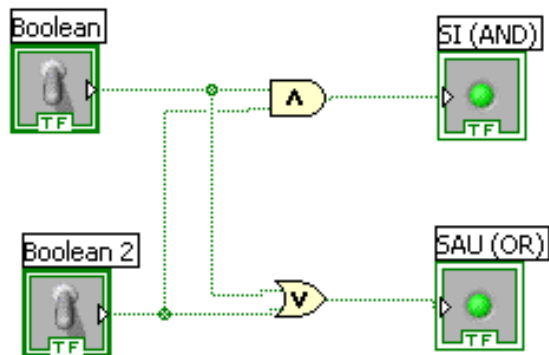 Boolean
SI (AND)
TF
Λ
TF
Boolean 2
SAU (OR)
TF
V
TF